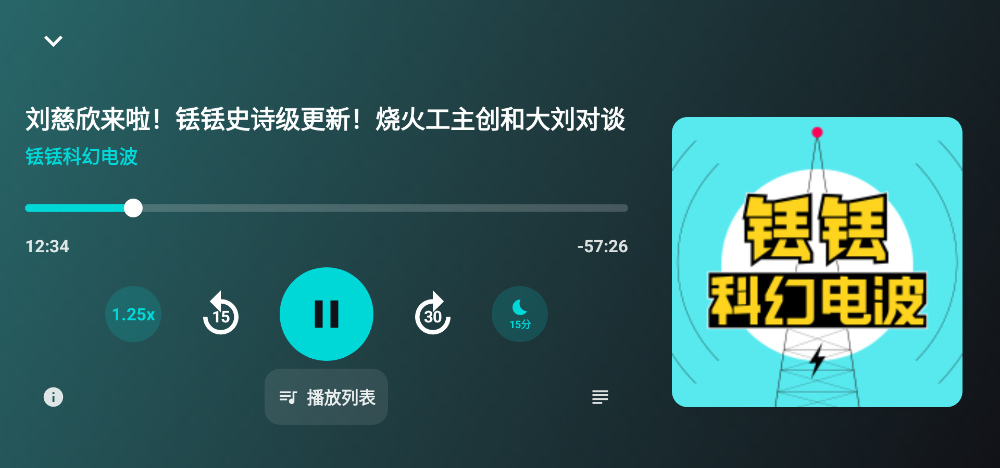 刘慈欣来啦！铥铥史诗级更新！烧火工主创和大刘对谈
铥铥科幻电波
12:34
-57:26
1.25x
15
30
15分
播放列表
铥铥
科幻电波